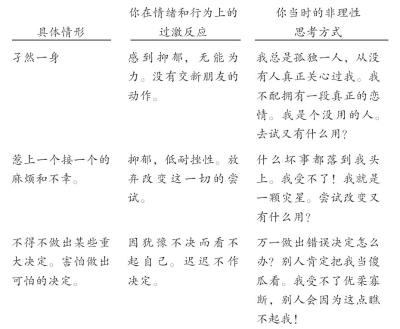 具体情形
你在情绪和行为上的
过激反应
你当时的非理性
思考方式
孑然一身
感到抑郁，无能为
力。没有交新朋友的
动作。
我总是孤独一人，从没
有人真正关心过我。我
不配拥有一段真正的恋
情。我是个没用的人。
去试又有什么用？
惹上一个接一个的
麻烦和不幸。
抑郁，低耐挫性。放
弃改变这一切的尝
试。
什么坏事都落到我头
上。我受不了！我就是
一颗灾星。尝试改变又
有什么用？
不得不做出某些重
大决定。害怕做出
可怕的决定。
因犹豫不决而看不
起自己。迟迟不作
决定。
万一做出错误决定怎么
办？别人肯定把我当傻
瓜看。我受不了优柔寡
断，别人会因为这点瞧
不起我！